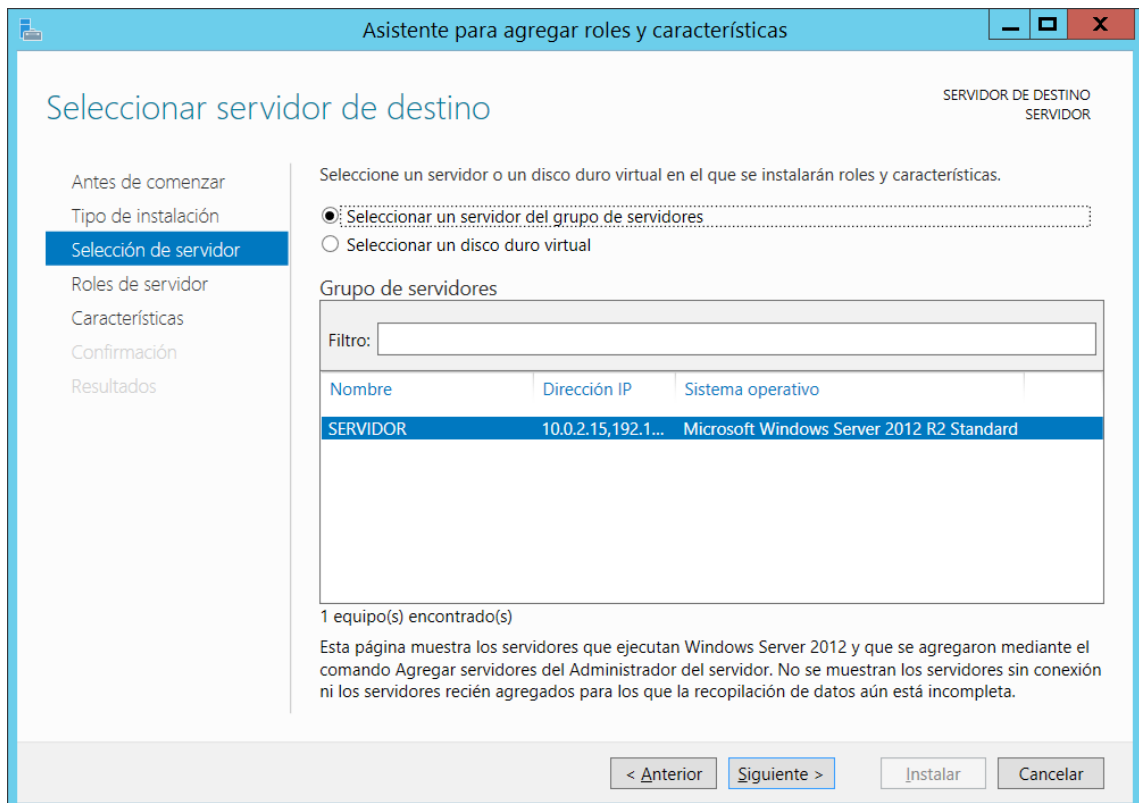 Asistente para agregar roles y características
Seleccionar servidor de destino
SERVIDOR DE DESTINO
SERVIDOR
Antes de comenzar
Tipo de instalación
Selección de servidor
Roles de servidor
Características
Confirmación
Resultados
Seleccione un servidor o un disco duro virtual en el que se instalarán roles y características.
Seleccionar un servidor del grupo de servidores
Seleccionar un disco duro virtual
Grupo de servidores
Filtro:
Nombre Dirección IP Sistema operativo
SERVIDOR 10.0.2.15,192.1... Microsoft Windows Server 2012 R2 Standard
1 equipo(s) encontrado(s)
Esta página muestra los servidores que ejecutan Windows Server 2012 y que se agregaron mediante el
comando Agregar servidores del Administrador del servidor. No se muestran los servidores sin conexión
ni los servidores recién agregados para los que la recopilación de datos aún está incompleta.
< Anterior Siguiente > Instalar Cancelar